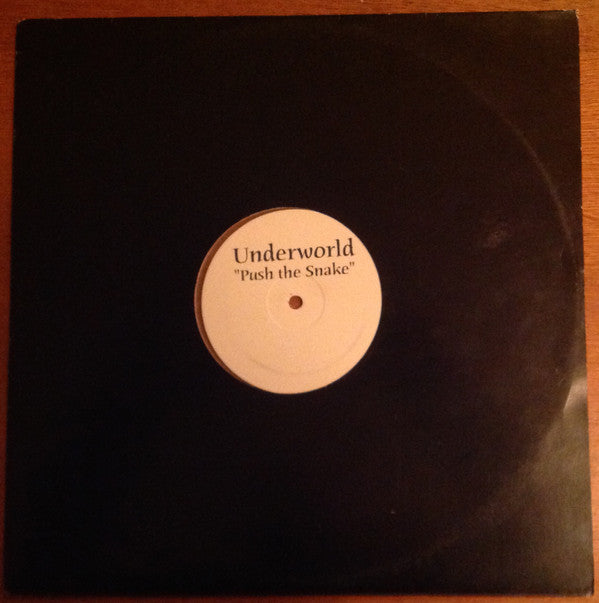 Underworld
"Push the Snake"